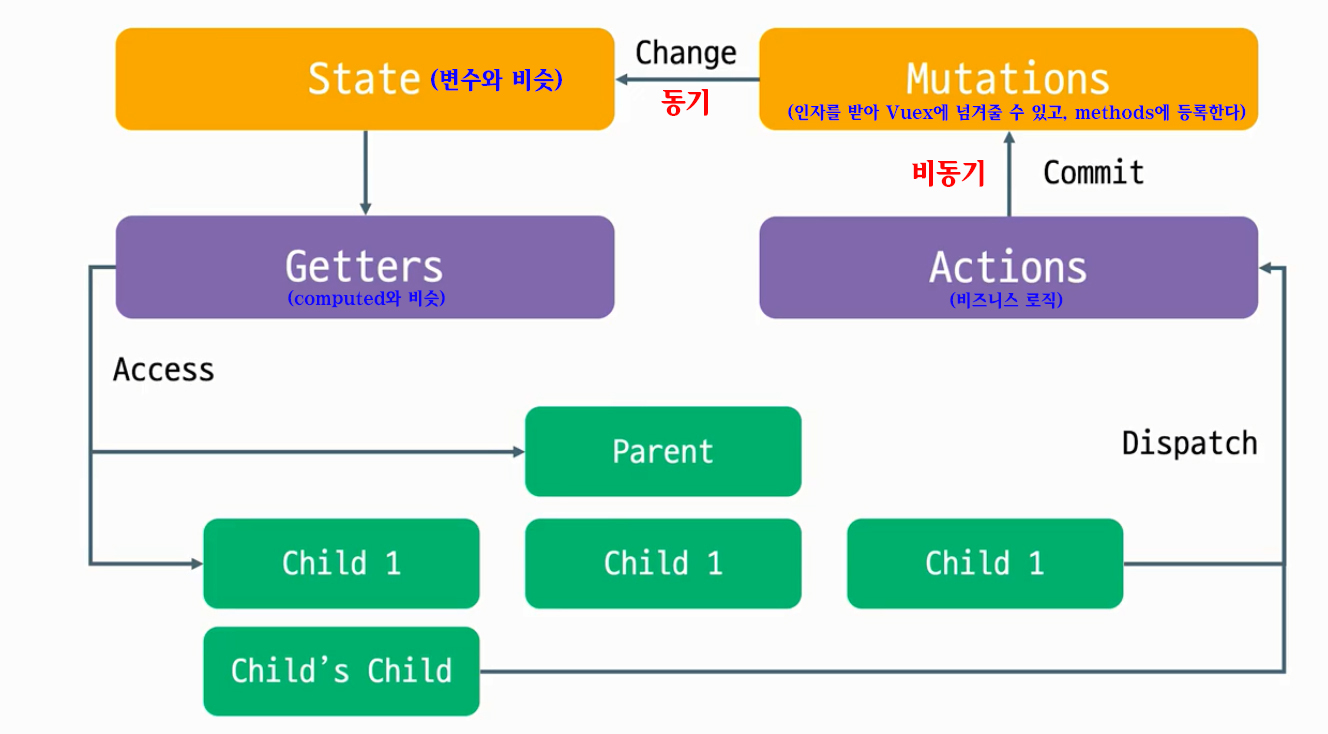 State (변수와 비슷)
Change
동기
Mutations
(인자를 받아 Vuex에 넘겨줄 수 있고, methods에 등록한다)
비동기
Commit
Getters
(computed와 비슷)
Actions
(비즈니스 로직)
Access
Parent
Dispatch
Child 1
Child 1
Child 1
Child’s Child